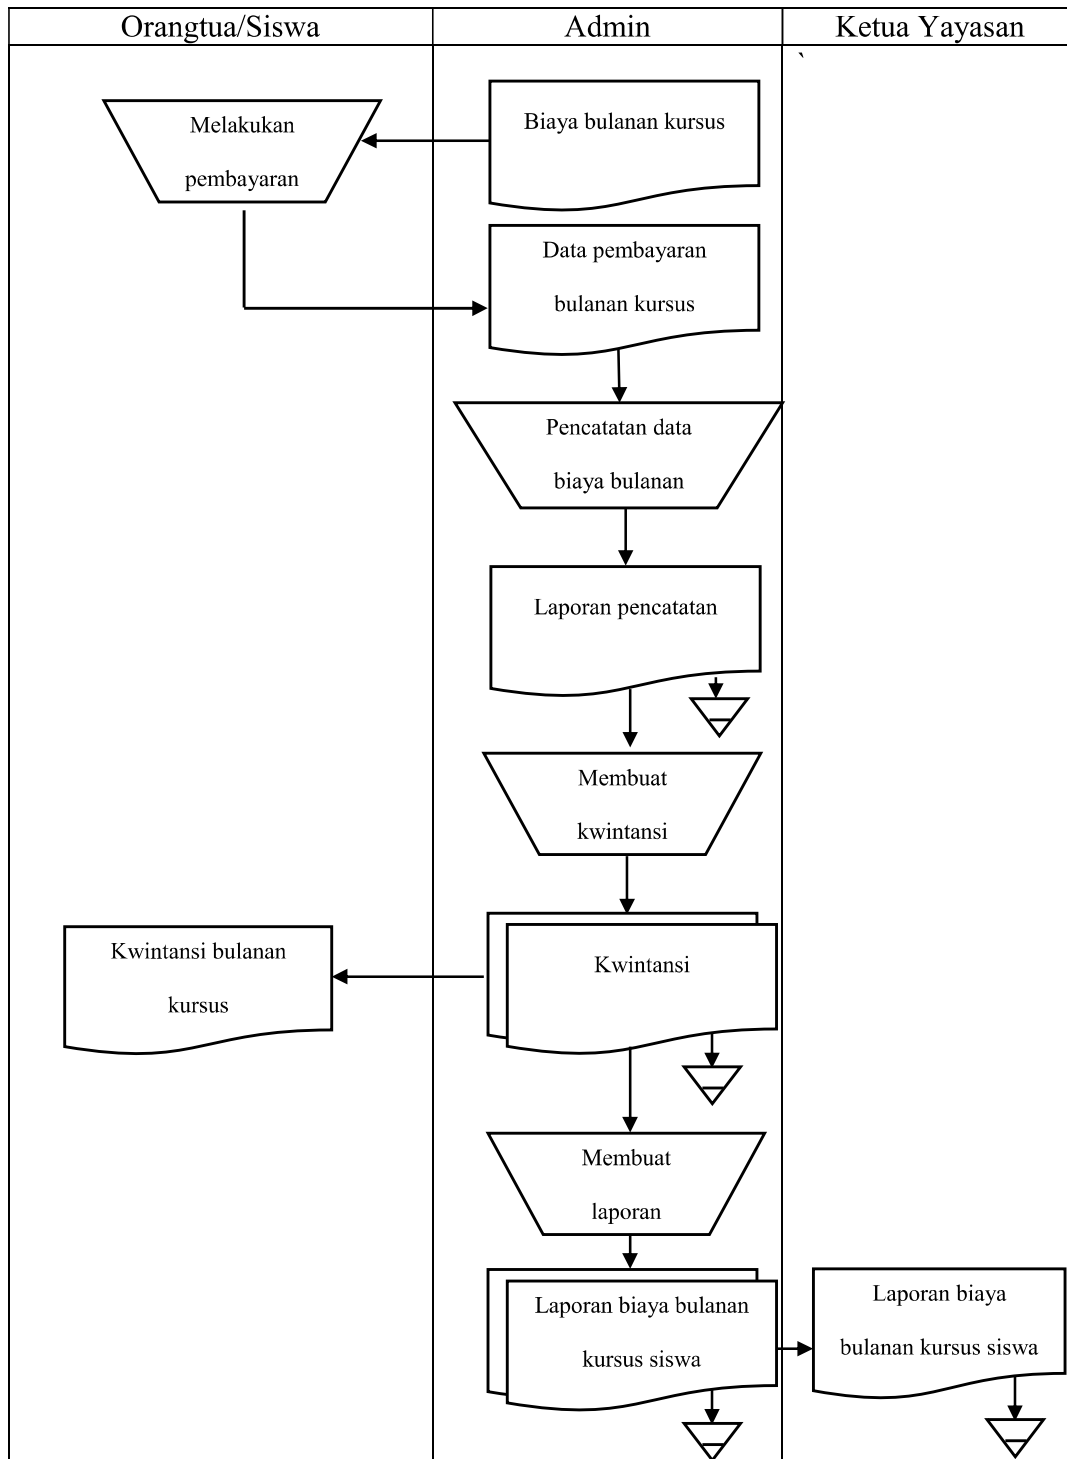 Orangtua/Siswa
Admin
Ketua Yayasan
`
Biaya bulanan kursus
Melakukan
pembayaran
Data pembayaran
bulanan kursus
Pencatatan data
biaya bulanan
Laporan pencatatan
Membuat
kwintansi
Kwintansi
Kwintansi bulanan
kursus
Membuat
laporan
Laporan biaya bulanan
kursus siswa
Laporan biaya
bulanan kursus siswa